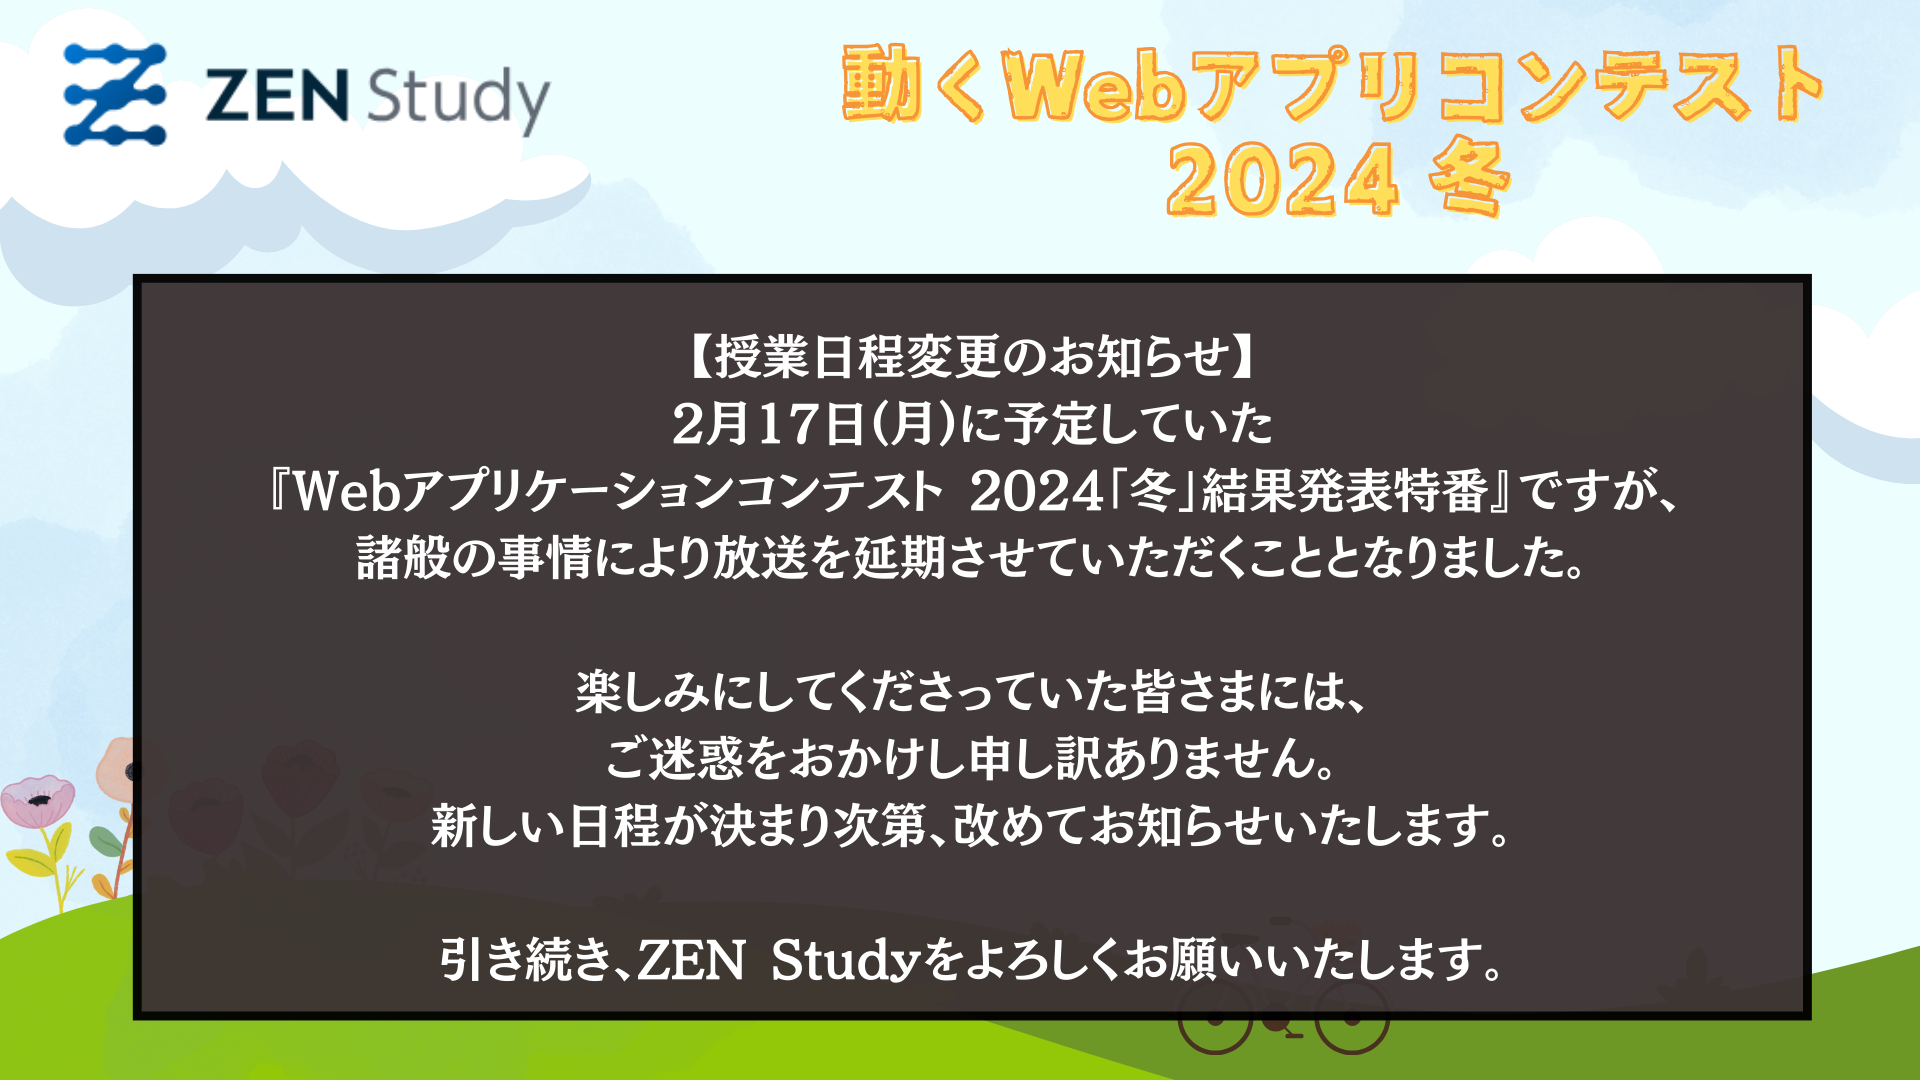 ZEN Study
動くWebアプリコンテスト
2024 冬
【授業日程変更のお知らせ】
2月17日(月)に予定していた
『Webアプリケーションコンテスト 2024「冬」結果発表特番』ですが、
諸般の事情により放送を延期させていただくこととなりました。
楽しみにしてくださっていた皆さまには、
ご迷惑をおかけし申し訳ありません。
新しい日程が決まり次第、改めてお知らせいたします。
引き続き、ZEN Studyをよろしくお願いいたします。